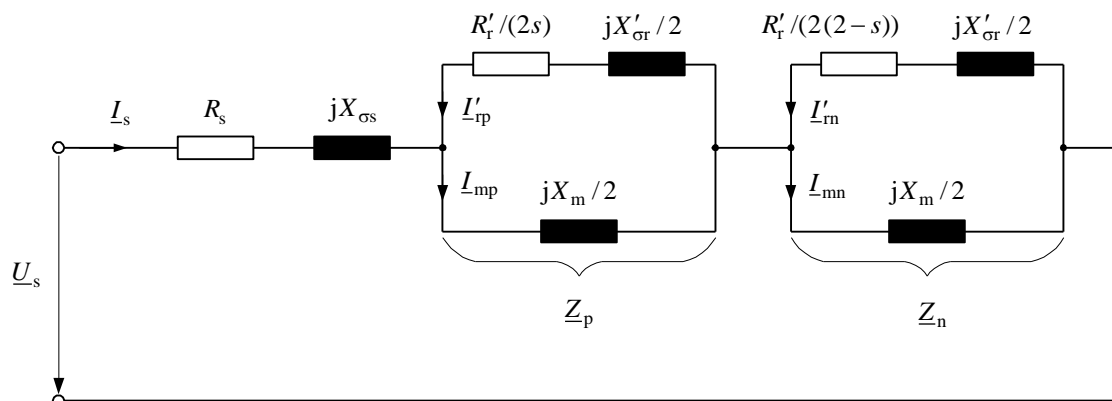 R′r/(2s)
jX′σr/2
R′r/(2(2−s))
jX′σr/2
Is
Rs
jXσs
I′rp
I′rn
Imp
jXm/2
Imn
jXm/2
Us
Zp
Zn